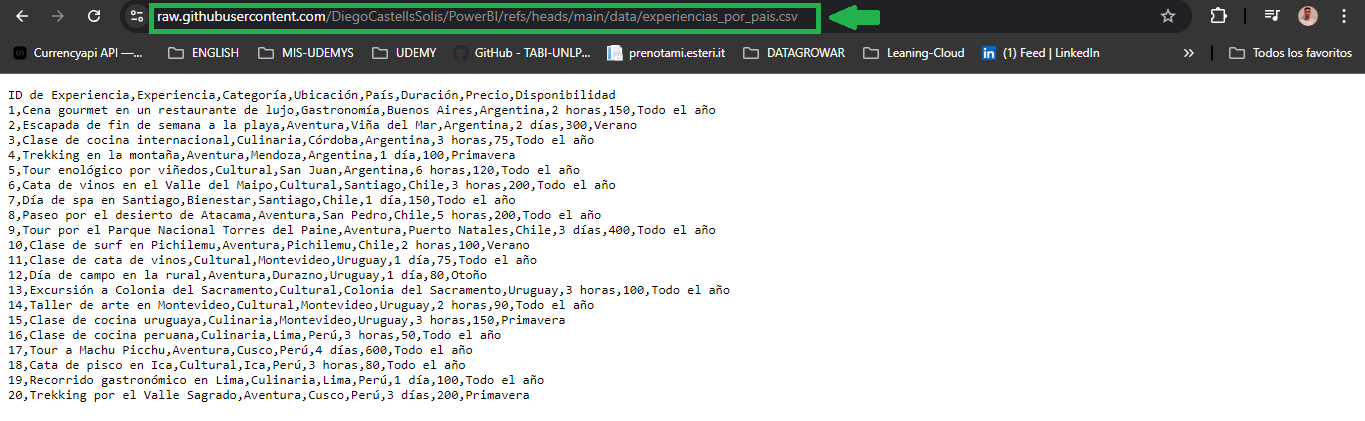 raw.githubusercontent.com/DiegoCastellsSolis/PowerBI/refs/heads/main/data/experiencias_por_pais.csv
Currencyapi API —... ENGLISH MIS-UDEMYS UDEMY GitHub - TABI-UNLP... prenotami.esteri.it DATAGROWAR Leaning-Cloud (1) Feed | LinkedIn » Todos los favoritos
ID de Experiencia,Experiencia,Categoría,Ubicación,País,Duración,Precio,Disponibilidad
1,Cena gourmet en un restaurante de lujo,Gastronomía,Buenos Aires,Argentina,2 horas,150,Todo el año
2,Escapada de fin de semana a la playa,Aventura,Viña del Mar,Argentina,2 días,300,Verano
3,Clase de cocina internacional,Culinaria,Córdoba,Argentina,3 horas,75,Todo el año
4,Trekking en la montaña,Aventura,Mendoza,Argentina,1 día,100,Primavera
5,Tour enológico por viñedos,Cultural,San Juan,Argentina,6 horas,120,Todo el año
6,Cata de vinos en el Valle del Maipo,Cultural,Santiago,Chile,3 horas,200,Todo el año
7,Día de spa en Santiago,Bienestar,Santiago,Chile,1 día,150,Todo el año
8,Paseo por el desierto de Atacama,Aventura,San Pedro,Chile,5 horas,200,Todo el año
9,Tour por el Parque Nacional Torres del Paine,Aventura,Puerto Natales,Chile,3 días,400,Todo el año
10,Clase de surf en Pichilemu,Aventura,Pichilemu,Chile,2 horas,100,Verano
11,Clase de cata de vinos,Cultural,Montevideo,Uruguay,1 día,75,Todo el año
12,Día de campo en la rural,Aventura,Durazno,Uruguay,1 día,80,Otoño
13,Excursión a Colonia del Sacramento,Cultural,Colonia del Sacramento,Uruguay,3 horas,100,Todo el año
14,Taller de arte en Montevideo,Cultural,Montevideo,Uruguay,2 horas,90,Todo el año
15,Clase de cocina uruguaya,Culinaria,Montevideo,Uruguay,3 horas,150,Primavera
16,Clase de cocina peruana,Culinaria,Lima,Perú,3 horas,50,Todo el año
17,Tour a Machu Picchu,Aventura,Cusco,Perú,4 días,600,Todo el año
18,Cata de pisco en Ica,Cultural,Ica,Perú,3 horas,80,Todo el año
19,Recorrido gastronómico en Lima,Culinaria,Lima,Perú,1 día,100,Todo el año
20,Trekking por el Valle Sagrado,Aventura,Cusco,Perú,3 días,200,Primavera